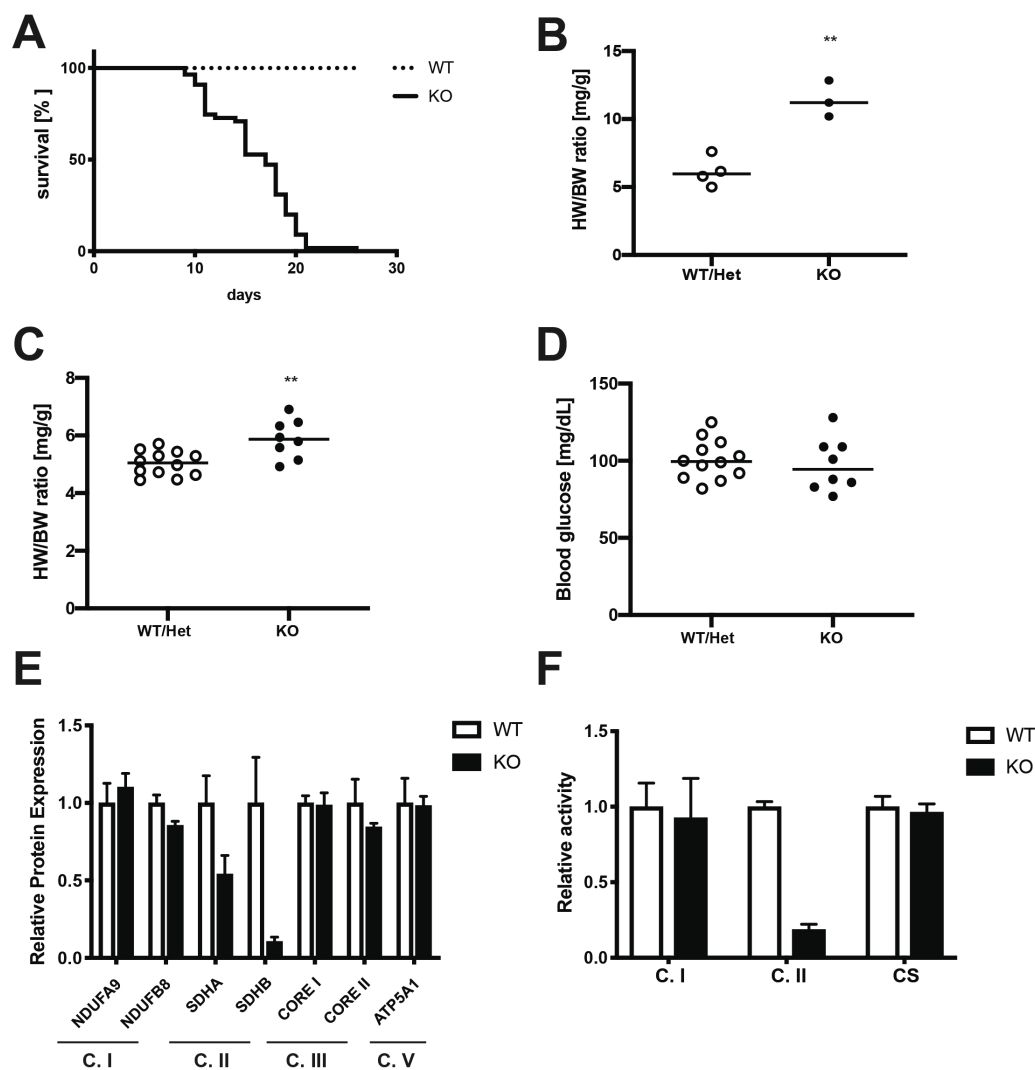 A
survival [% ]
100
50
0
0 10 20 30
days
WT
KO
B
HW/BW ratio [mg/g]
15
10
5
0
**
WT/Het KO
C
HW/BW ratio [mg/g]
8
6
4
2
0
**
WT/Het KO
D
Blood glucose [mg/dL]
150
100
50
0
WT/Het KO
E
Relative Protein Expression
1.5
1.0
0.5
0.0
WT
KO
NDUFA9 NDUFB8 SDHA SDHB CORE I CORE II ATP5A1
C. I C. II C. III C. V
F
Relative activity
1.5
1.0
0.5
0.0
WT
KO
C. I C. II CS